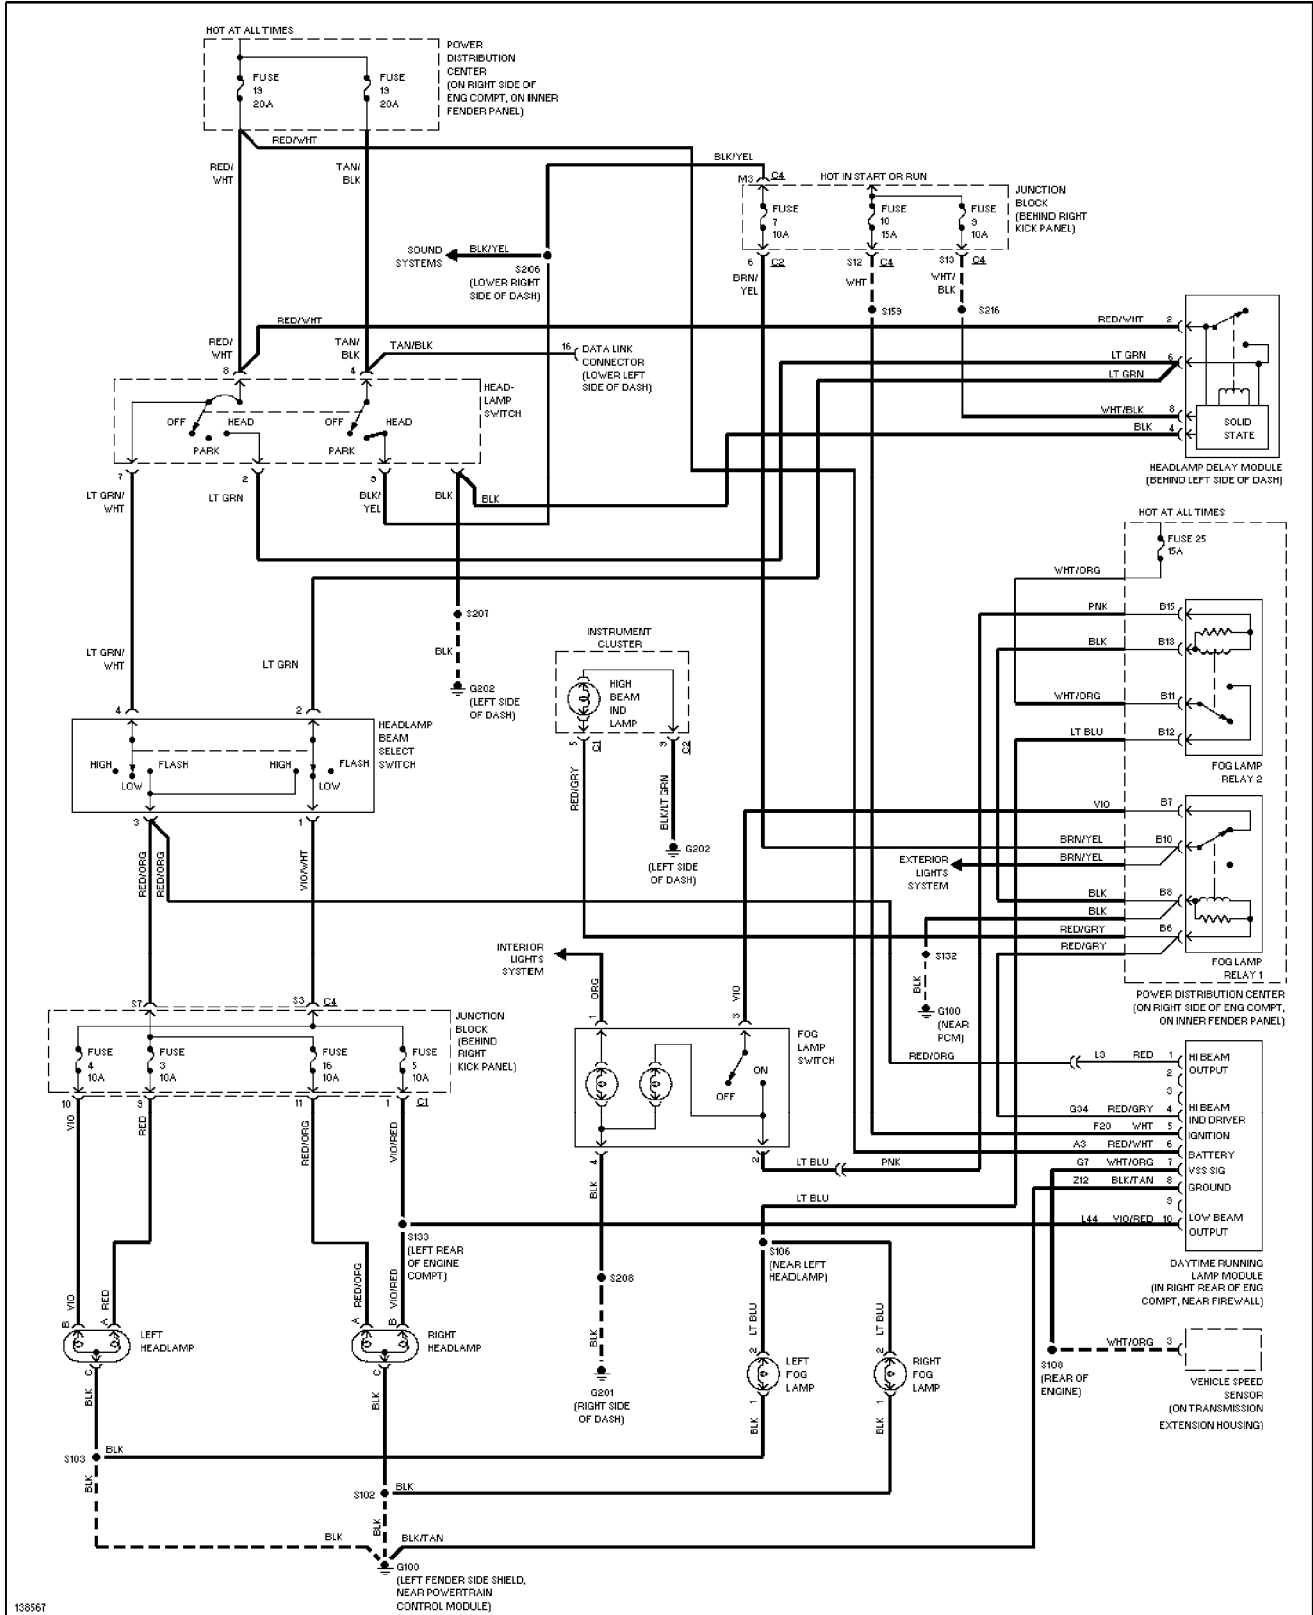 HOT AT ALL TIMES
POWER
DISTRIBUTION
CENTER
(ON RIGHT SIDE OF
ENG COMPT, ON INNER
FENDER PANEL)
FUSE
19
20A
FUSE
19
20A
RED/WHT
RED/
WHT
TAN/
BLK
BLK/YEL
M3 C4
HOT IN START OR RUN
JUNCTION
BLOCK
(BEHIND RIGHT
KICK PANEL)
FUSE
7
10A
FUSE
10
15A
FUSE
9
10A
6 C2
S12 C4
S13 C4
BRN/
YEL
WHT
WHT/
BLK
S159
S216
SOUND
SYSTEMS
BLK/YEL
S206
(LOWER RIGHT
SIDE OF DASH)
RED/WHT
RED/
WHT
8
TAN/
BLK
4
TAN/BLK
16
DATA LINK
CONNECTOR
(LOWER LEFT
SIDE OF DASH)
RED/WHT 2
LT GRN 6
LT GRN
WHT/BLK 8
BLK 4
SOLID
STATE
HEADLAMP DELAY MODULE
(BEHIND LEFT SIDE OF DASH)
HEAD-
LAMP
SWITCH
OFF
HEAD
PARK
OFF
HEAD
PARK
7
2
9
LT GRN/
WHT
LT GRN
BLK/
YEL
BLK
BLK
HOT AT ALL TIMES
FUSE 25
15A
WHT/ORG
PNK B15
BLK B13
WHT/ORG B11
LT BLU B12
FOG LAMP
RELAY 2
S207
BLK
G202
(LEFT SIDE
OF DASH)
LT GRN/
WHT
LT GRN
4
2
INSTRUMENT
CLUSTER
HIGH
BEAM
IND
LAMP
5 C1
9 C2
RED/GRY
BLK/LT GRN
G202
(LEFT SIDE
OF DASH)
HEADLAMP
BEAM
SELECT
SWITCH
HIGH
FLASH
LOW
HIGH
FLASH
LOW
3
1
RED/ORG
RED/ORG
VIO/WHT
VIO B7
BRN/YEL B10
BRN/YEL
BLK B8
BLK
RED/GRY B6
RED/GRY
FOG LAMP
RELAY 1
EXTERIOR
LIGHTS
SYSTEM
S132
BLK
G100
(NEAR
PCM)
POWER DISTRIBUTION CENTER
(ON RIGHT SIDE OF ENG COMPT,
ON INNER FENDER PANEL)
INTERIOR
LIGHTS
SYSTEM
ORG
1
VIO
3
FOG
LAMP
SWITCH
ON
OFF
4
2
BLK
LT BLU
PNK
S7
S3 C4
JUNCTION
BLOCK
(BEHIND
RIGHT
KICK PANEL)
FUSE
4
10A
FUSE
3
10A
FUSE
16
10A
FUSE
5
10A
10
9
11
1
C1
VIO
RED
RED/ORG
VIO/RED
RED/ORG
L3 RED 1 HI BEAM
OUTPUT
2
3
G34 RED/GRY 4 HI BEAM
IND DRIVER
F20 WHT 5 IGNITION
A3 RED/WHT 6 BATTERY
G7 WHT/ORG 7 VSS SIG
Z12 BLK/TAN 8 GROUND
9
L44 VIO/RED 10 LOW BEAM
OUTPUT
DAYTIME RUNNING
LAMP MODULE
(IN RIGHT REAR OF ENG
COMPT, NEAR FIREWALL)
LT BLU
S106
(NEAR LEFT
HEADLAMP)
S133
(LEFT REAR
OF ENGINE
COMPT)
VIO
RED
RED/ORG
VIO/RED
B
A
A
B
LEFT
HEADLAMP
RIGHT
HEADLAMP
C
C
BLK
BLK
S208
BLK
G201
(RIGHT SIDE
OF DASH)
LT BLU
LT BLU
2
2
LEFT
FOG
LAMP
RIGHT
FOG
LAMP
1
1
BLK
BLK
WHT/ORG 3
S108
(REAR OF
ENGINE)
VEHICLE SPEED
SENSOR
(ON TRANSMISSION
EXTENSION HOUSING)
S103
BLK
BLK
S102
BLK
BLK
BLK
BLK/TAN
G100
(LEFT FENDER SIDE SHIELD,
NEAR POWERTRAIN
CONTROL MODULE)
138567